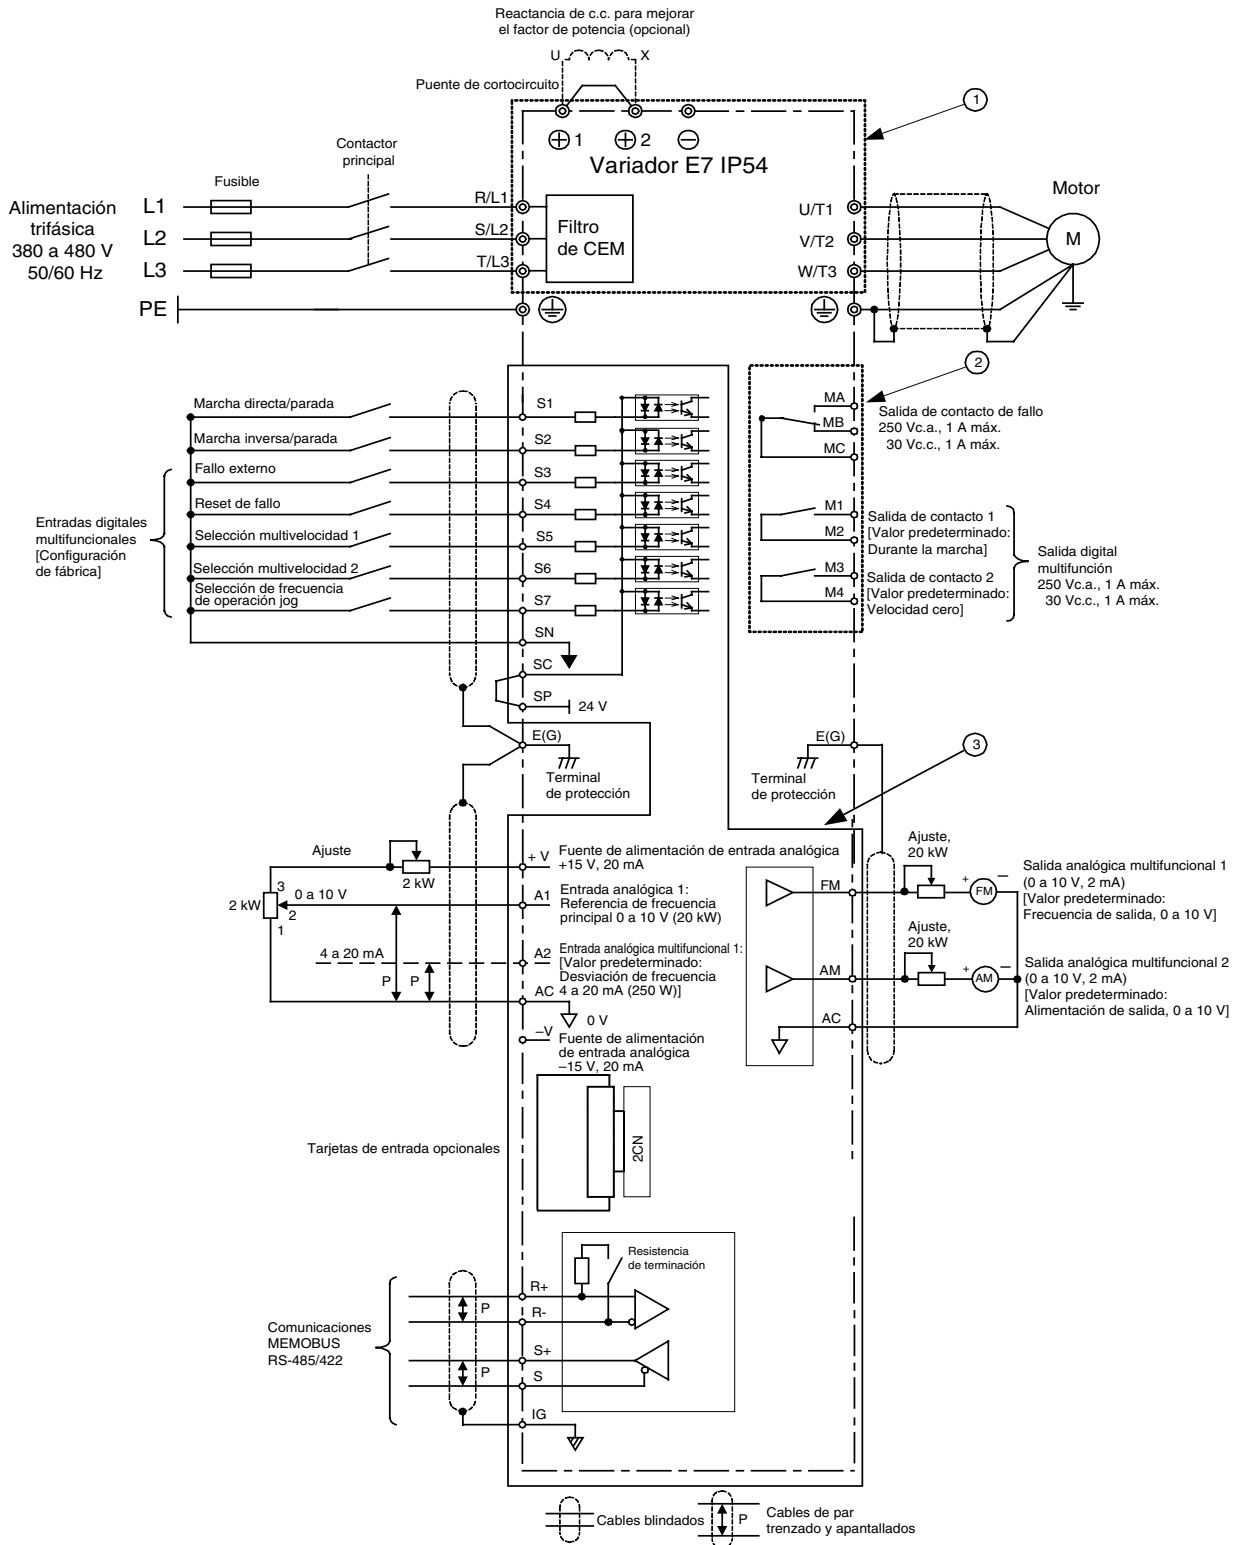 Reactancia de c.c. para mejorar
el factor de potencia (opcional)
U
X
Puente de cortocircuito
1
1
2
Variador E7 IP54
Contactor
principal
Fusible
Alimentación
trifásica
380 a 480 V
50/60 Hz
L1
L2
L3
PE
R/L1
S/L2
T/L3
Filtro
de CEM
U/T1
V/T2
W/T3
Motor
M
2
Marcha directa/parada
S1
Marcha inversa/parada
S2
Fallo externo
S3
Reset de fallo
S4
Selección multivelocidad 1
S5
Selección multivelocidad 2
S6
Selección de frecuencia
de operación jog
S7
Entradas digitales
multifuncionales
[Configuración
de fábrica]
SN
SC
SP
24 V
E(G)
Terminal
de protección
MA
MB
MC
Salida de contacto de fallo
250 Vc.a., 1 A máx.
30 Vc.c., 1 A máx.
M1
M2
Salida de contacto 1
[Valor predeterminado:
Durante la marcha]
M3
M4
Salida de contacto 2
[Valor predeterminado:
Velocidad cero]
Salida digital
multifunción
250 Vc.a., 1 A máx.
30 Vc.c., 1 A máx.
E(G)
Terminal
de protección
3
Ajuste
2 kW
2 kW
3
2
1
0 a 10 V
4 a 20 mA
P
P
+ V
Fuente de alimentación de entrada analógica
+15 V, 20 mA
A1
Entrada analógica 1:
Referencia de frecuencia
principal 0 a 10 V (20 kW)
A2
Entrada analógica multifuncional 1:
[Valor predeterminado:
Desviación de frecuencia
4 a 20 mA (250 W)]
AC
0 V
–V
Fuente de alimentación
de entrada analógica
–15 V, 20 mA
FM
AM
AC
Ajuste,
20 kW
+
FM
–
Salida analógica multifuncional 1
(0 a 10 V, 2 mA)
[Valor predeterminado:
Frecuencia de salida, 0 a 10 V]
Ajuste,
20 kW
+
AM
–
Salida analógica multifuncional 2
(0 a 10 V, 2 mA)
[Valor predeterminado:
Alimentación de salida, 0 a 10 V]
Tarjetas de entrada opcionales
2CN
Resistencia
de terminación
Comunicaciones
MEMOBUS
RS-485/422
P
P
R+
R-
S+
S
IG
Cables blindados
P
Cables de par
trenzado y apantallados